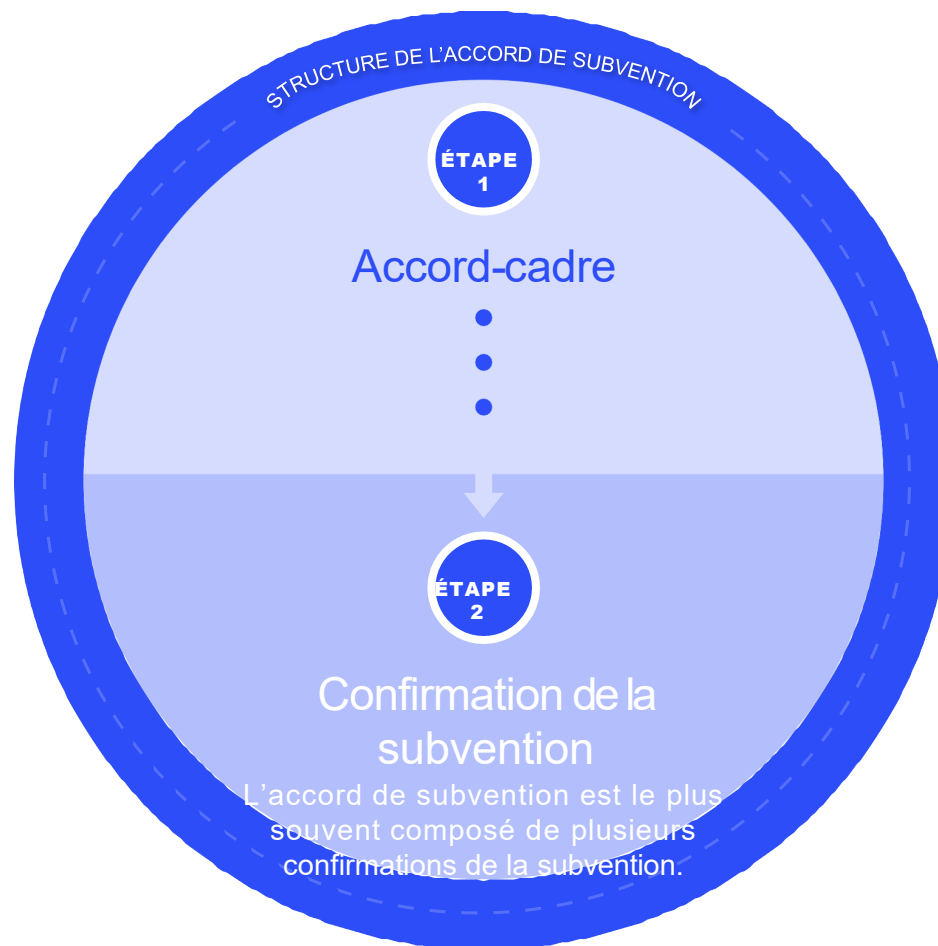 STRUCTURE DE L’ACCORD DE SUBVENTION
ÉTAPE
1
Accord-cadre
ÉTAPE
2
Confirmation de la
subvention
L’accord de subvention est le plus
souvent composé de plusieurs
confirmations de la subvention.